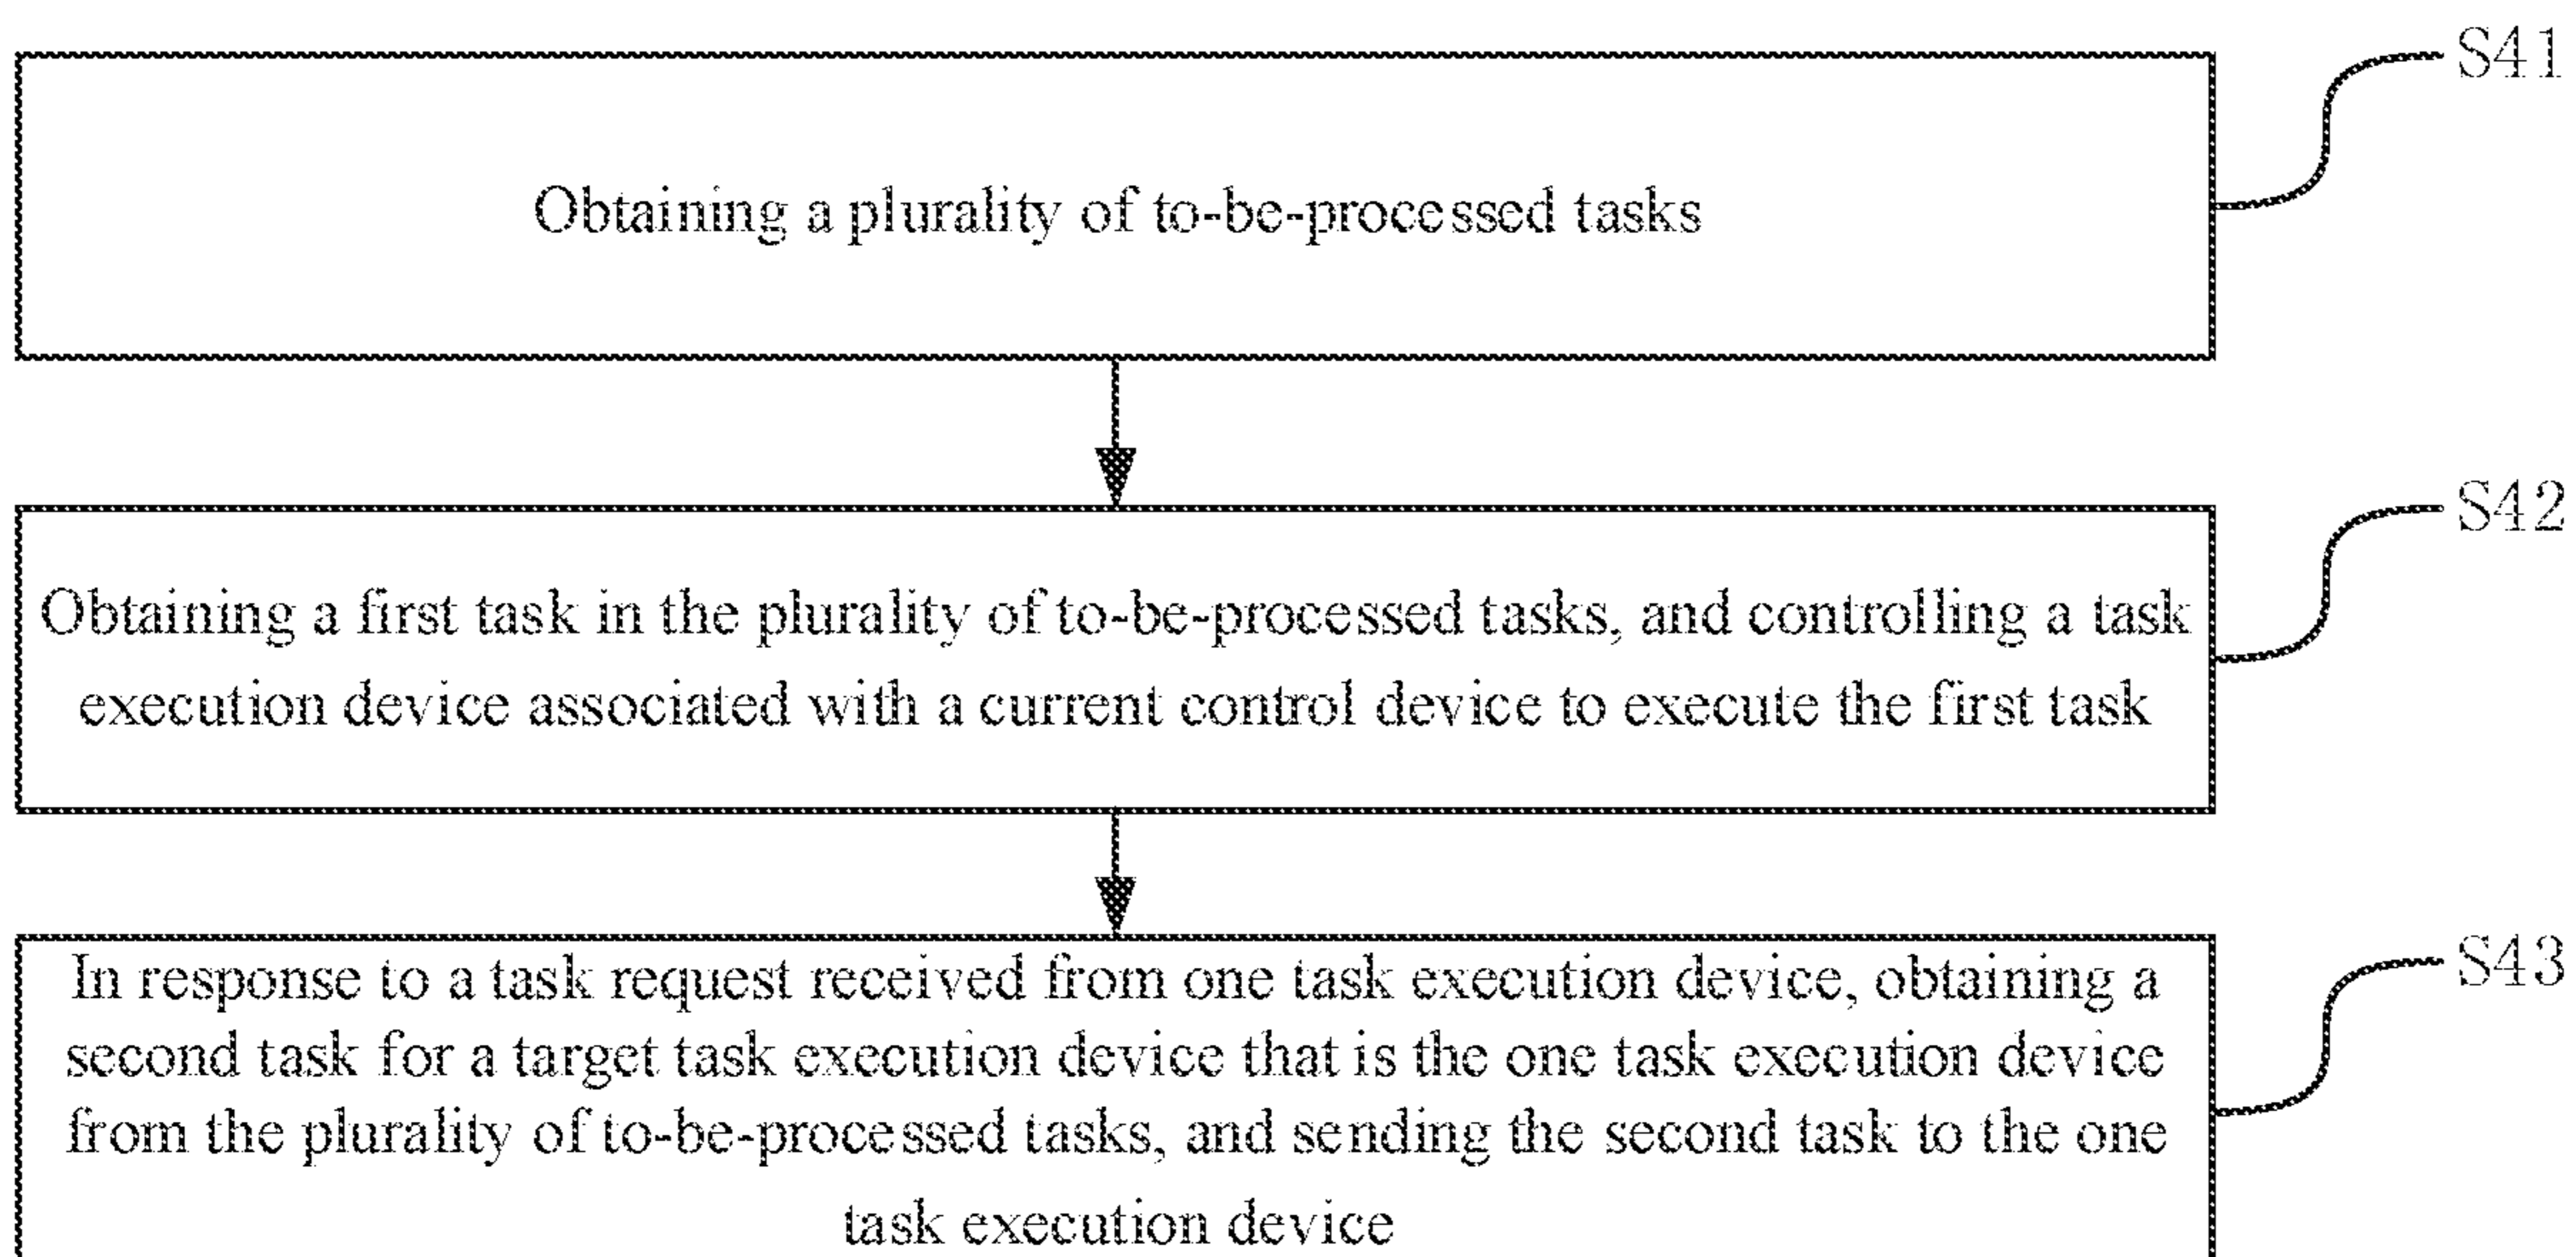 S41
Obtaining a plurality of to-be-processed tasks
S42
Obtaining a first task in the plurality of to-be-processed tasks, and controlling a task
execution device associated with a current control device to execute the first task
S43
In response to a task request received from one task execution device, obtaining a
second task for a target task execution device that is the one task execution device
from the plurality of to-be-processed tasks, and sending the second task to the one
task execution device